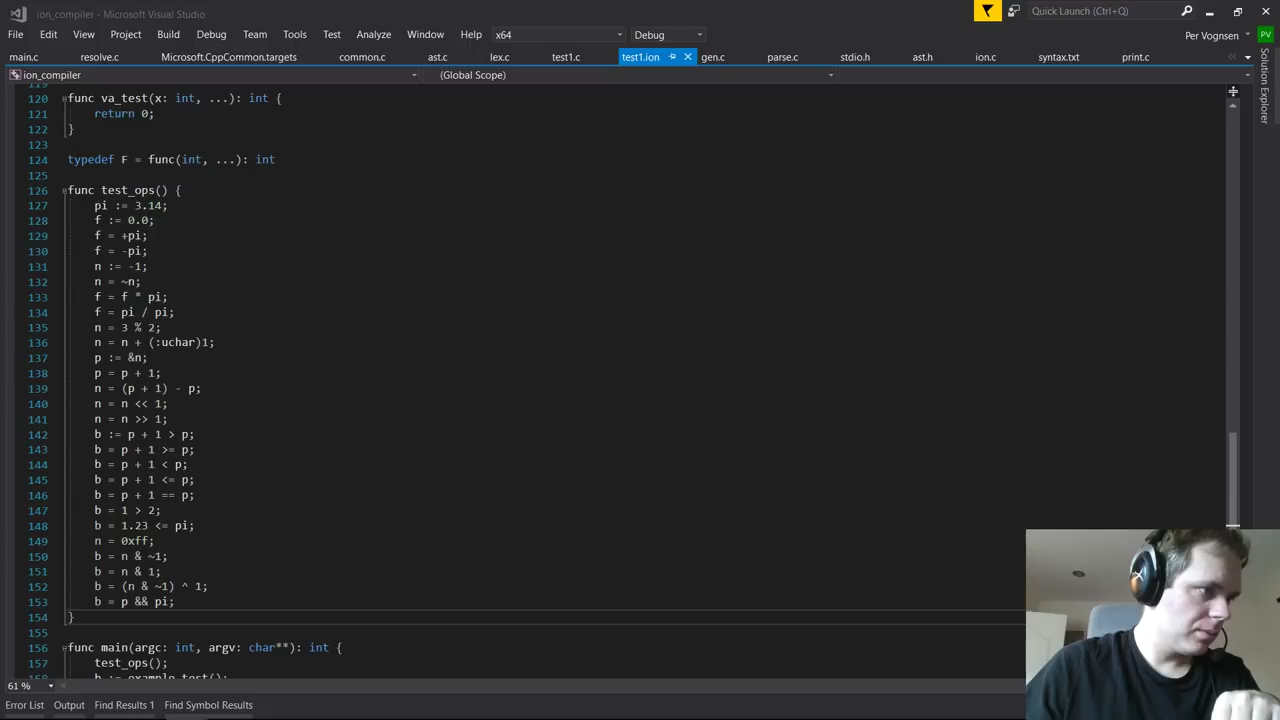 ion_compiler - Microsoft Visual Studio
Quick Launch (Ctrl+Q)
File Edit View Project Build Debug Team Tools Test Analyze Window Help x64 Debug
Per Vognsen PV
main.c resolve.c Microsoft.CppCommon.targets common.c ast.c lex.c test1.c test1.ion gen.c parse.c stdio.h ast.h ion.c syntax.txt print.c
ion_compiler (Global Scope)
Solution Explorer
119
120 func va_test(x: int, ...): int {
121 return 0;
122 }
123
124 typedef F = func(int, ...): int
125
126 func test_ops() {
127 pi := 3.14;
128 f := 0.0;
129 f = +pi;
130 f = -pi;
131 n := -1;
132 n = ~n;
133 f = f * pi;
134 f = pi / pi;
135 n = 3 % 2;
136 n = n + (:uchar)1;
137 p := &n;
138 p = p + 1;
139 n = (p + 1) - p;
140 n = n << 1;
141 n = n >> 1;
142 b := p + 1 > p;
143 b = p + 1 >= p;
144 b = p + 1 < p;
145 b = p + 1 <= p;
146 b = p + 1 == p;
147 b = 1 > 2;
148 b = 1.23 <= pi;
149 n = 0xff;
150 b = n & ~1;
151 b = n & 1;
152 b = (n & ~1) ^ 1;
153 b = p && pi;
154 }
155
156 func main(argc: int, argv: char**): int {
157 test_ops();
158 b := example_test();
61 %
Error List Output Find Results 1 Find Symbol Results